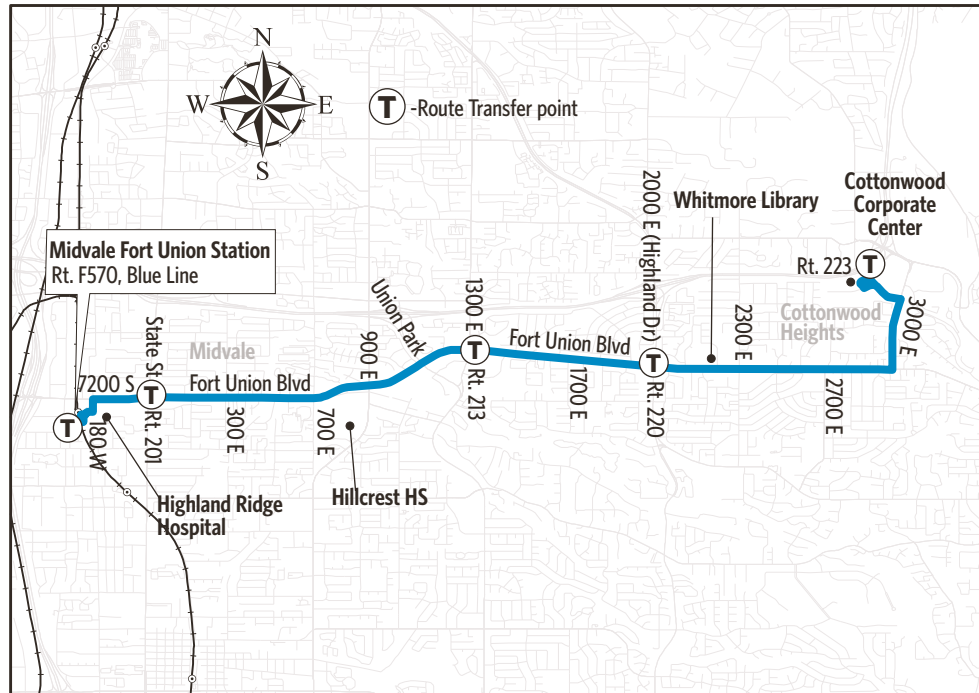 N
W
E
S
T
-Route Transfer point
Midvale Fort Union Station
Rt. F570, Blue Line
2000 E (Highland Dr)
Whitmore Library
Cottonwood
Corporate
Center
Rt. 223
T
Cottonwood
Heights
3000 E
Union Park
900 E
1300 E
T
Rt. 213
Fort Union Blvd
1700 E
T
Rt. 220
2300 E
2700 E
Midvale
State St
7200 S
T
Rt. 201
Fort Union Blvd
300 E
700 E
T
180 W
Highland Ridge
Hospital
Hillcrest HS